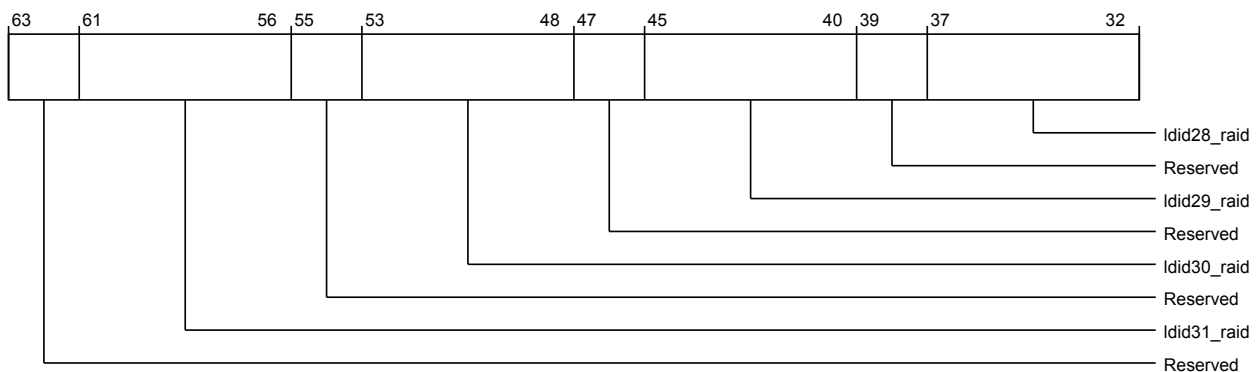 63 61 56 55 53 48 47 45 40 39 37 32
ldid28_raid
Reserved
ldid29_raid
Reserved
ldid30_raid
Reserved
ldid31_raid
Reserved